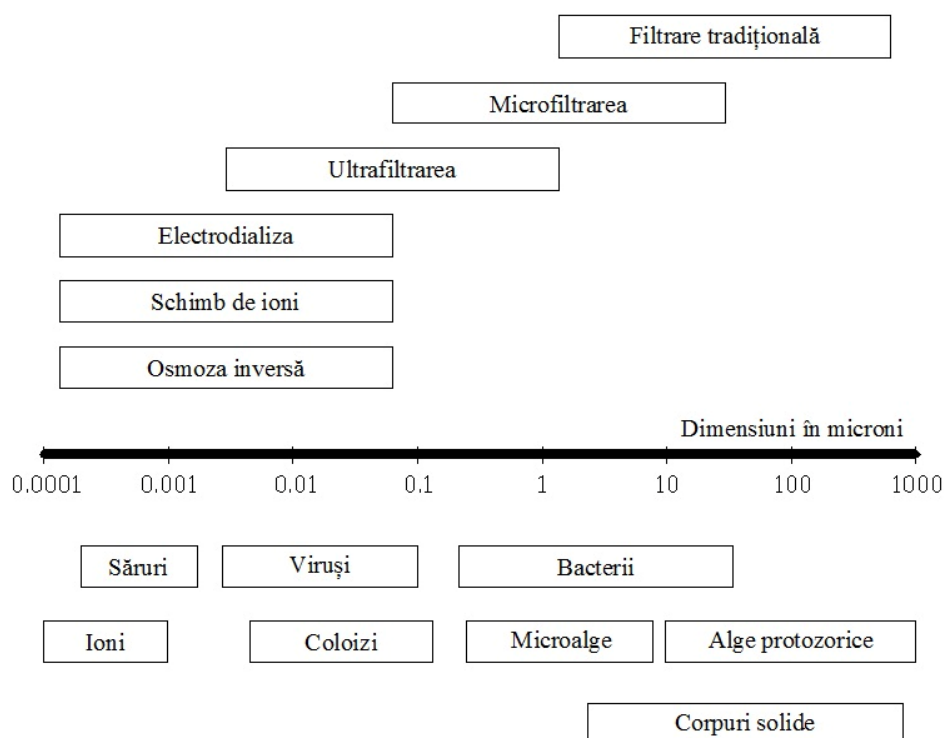 Filtrare tradițională
Microfiltrarea
Ultrafiltrarea
Electrodializa
Schimb de ioni
Osmoza inversă
Dimensiuni în microni
0.0001 0.001 0.01 0.1 1 10 100 1000
Săruri Viruși Bacterii
Ioni Coloizi Microalge Alge protozorice
Corpuri solide